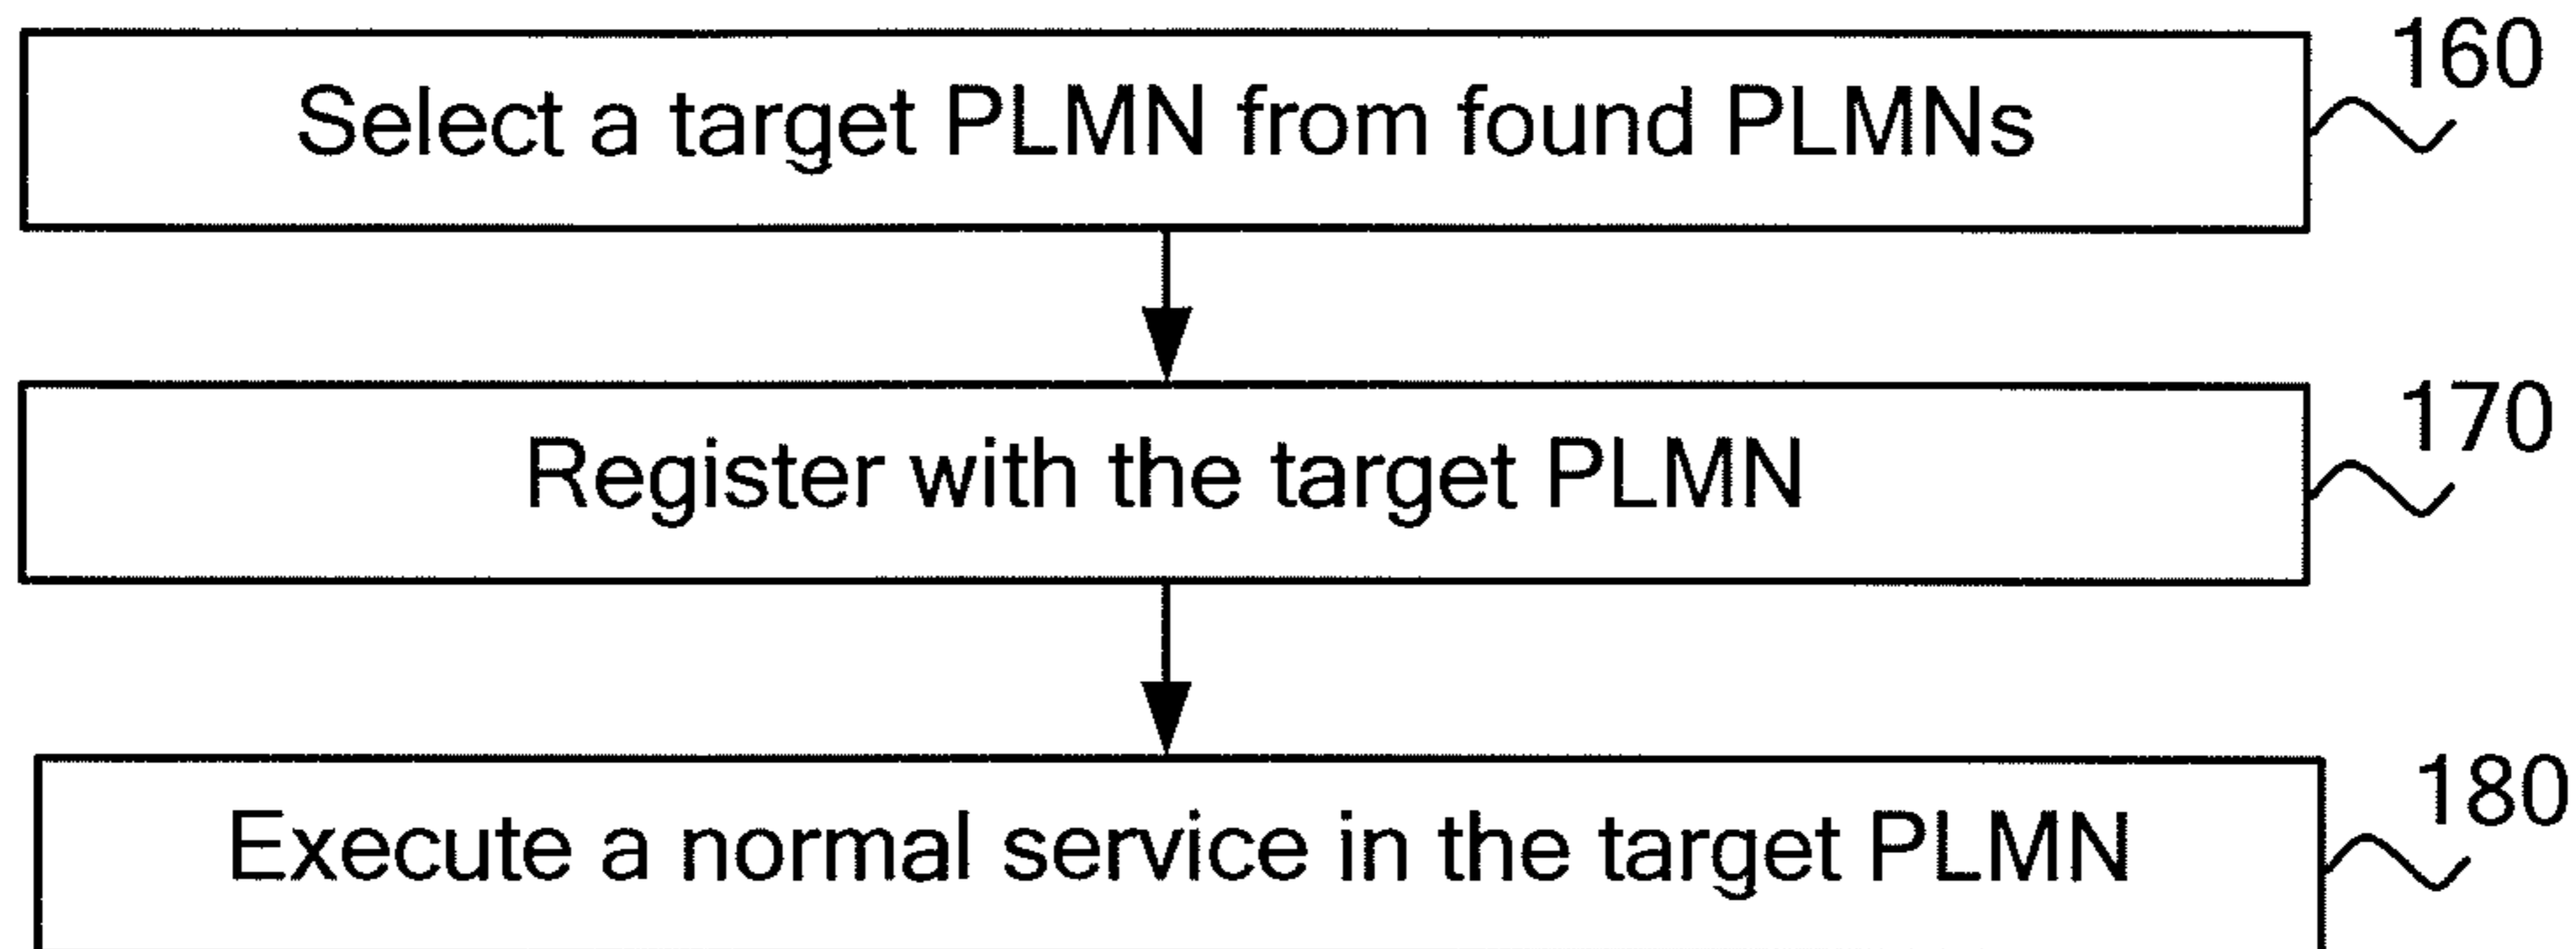 Select a target PLMN from found PLMNs
160
Register with the target PLMN
170
Execute a normal service in the target PLMN
180